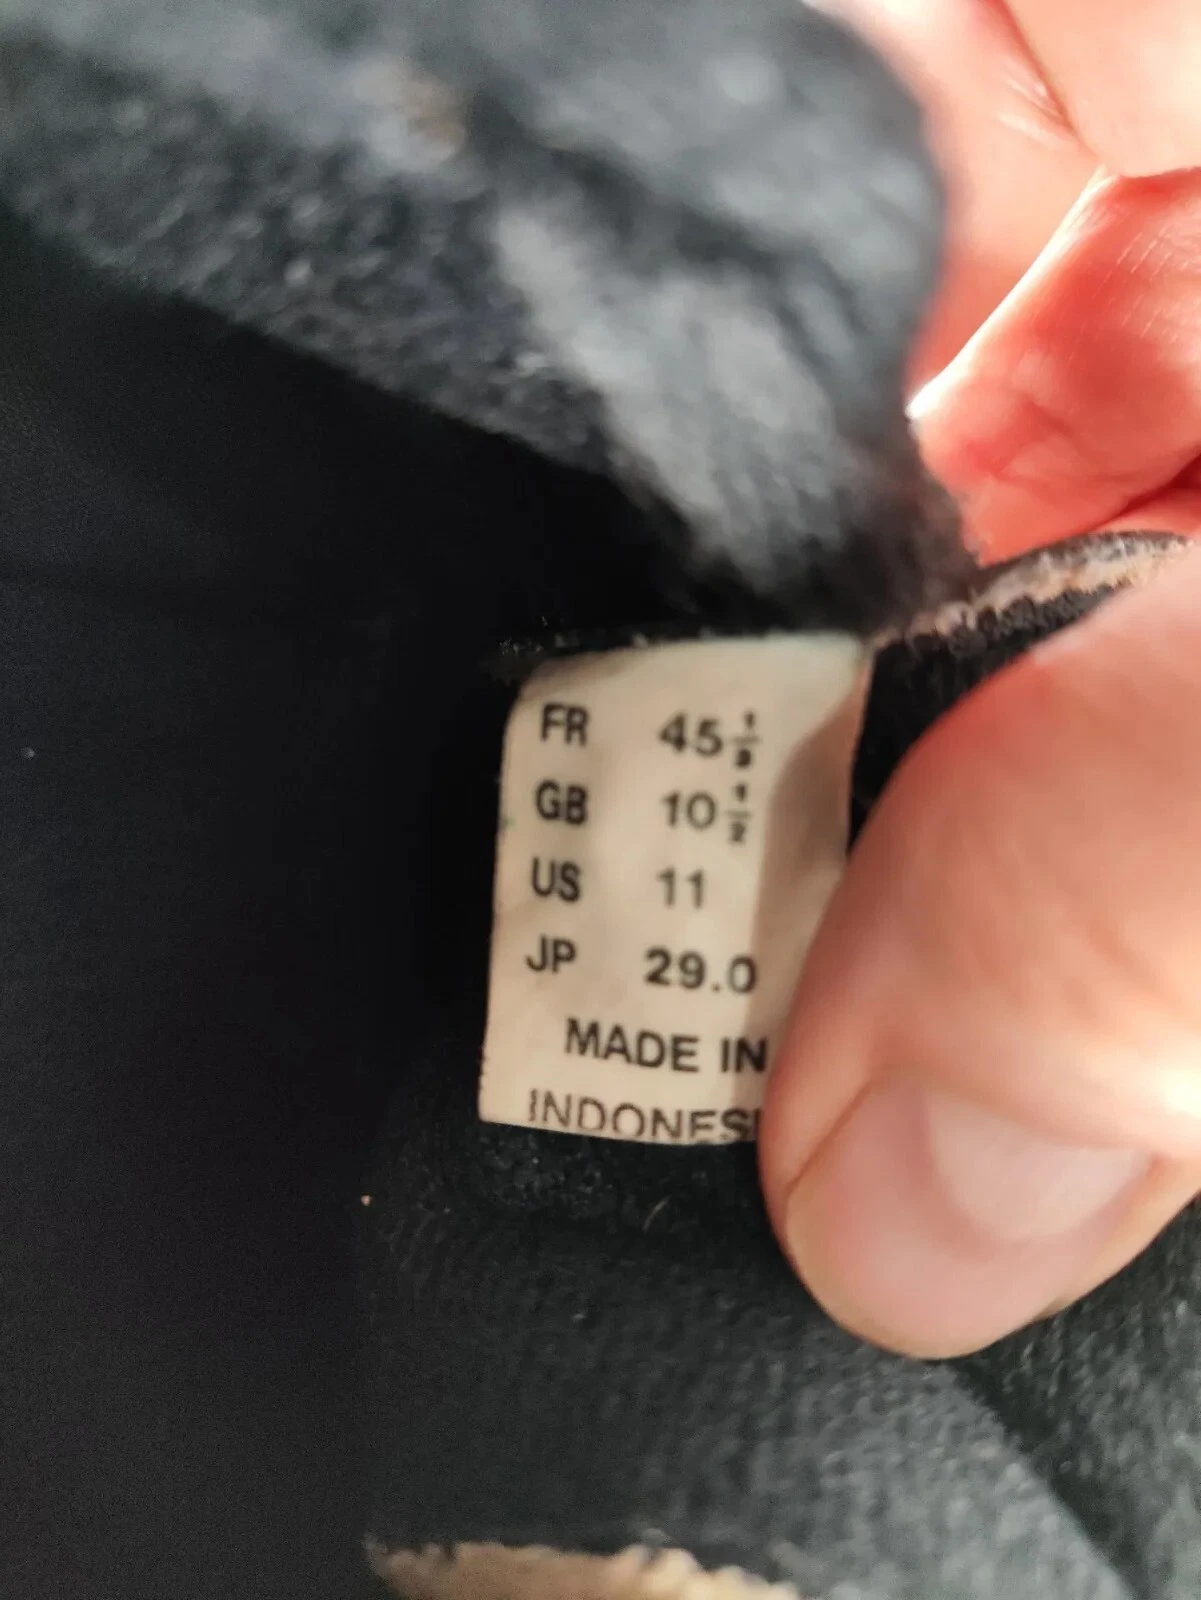 FR 45 1/3
GB 10 1/2
US 11
JP 29.0
MADE IN
INDONESI